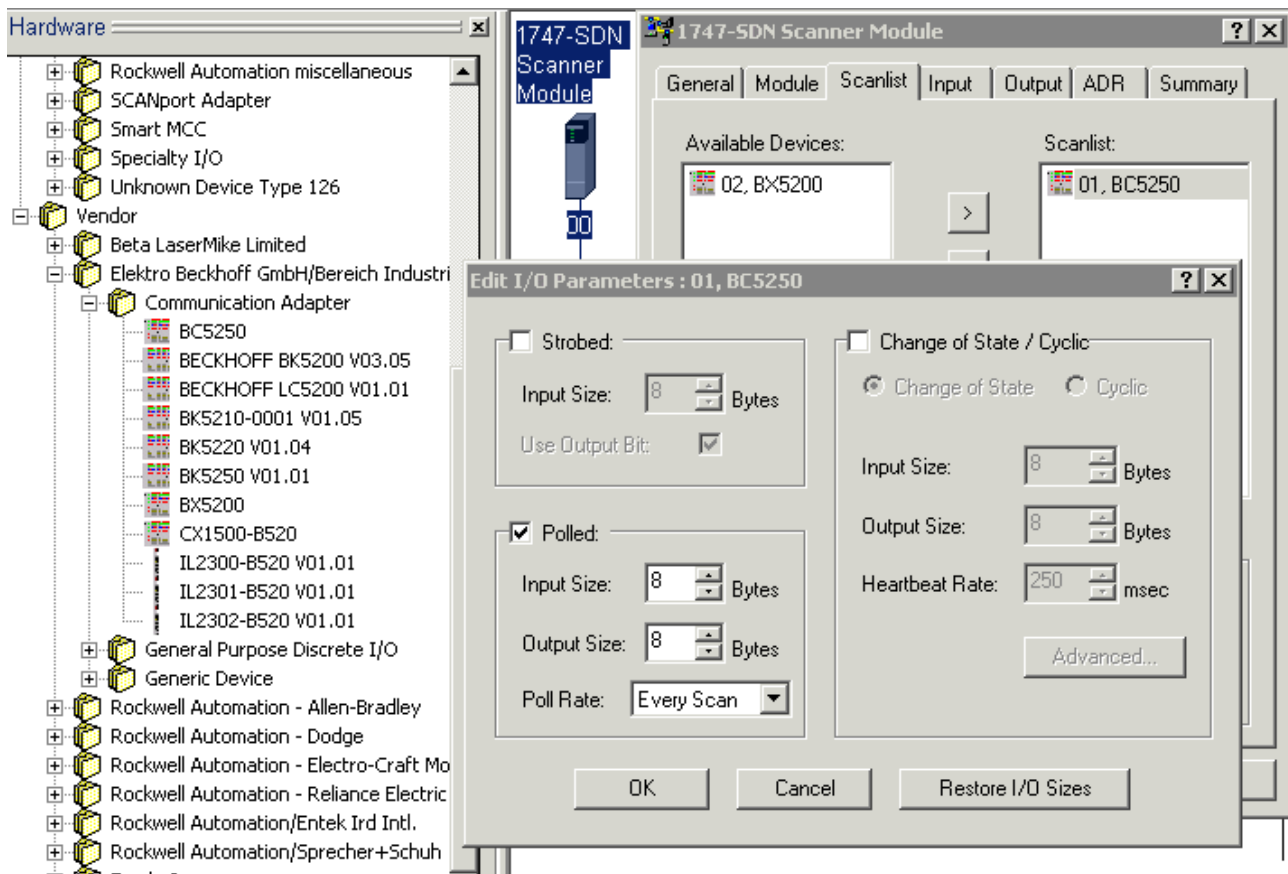 Hardware
Rockwell Automation miscellaneous
SCANport Adapter
Smart MCC
Specialty I/O
Unknown Device Type 126
Vendor
Beta LaserMike Limited
Elektro Beckhoff GmbH/Bereich Industri
Communication Adapter
BC5250
BECKHOFF BK5200 V03.05
BECKHOFF LC5200 V01.01
BK5210-0001 V01.05
BK5220 V01.04
BK5250 V01.01
BX5200
CX1500-B520
IL2300-B520 V01.01
IL2301-B520 V01.01
IL2302-B520 V01.01
General Purpose Discrete I/O
Generic Device
Rockwell Automation - Allen-Bradley
Rockwell Automation - Dodge
Rockwell Automation - Electro-Craft Mo
Rockwell Automation - Reliance Electric
Rockwell Automation/Entek Ird Intl.
Rockwell Automation/Sprecher+Schuh
1747-SDN
Scanner
Module
00
1747-SDN Scanner Module
General Module Scanlist Input Output ADR Summary
Available Devices: Scanlist:
02, BX5200 > 01, BC5250
Edit I/O Parameters : 01, BC5250
Strobed:
Input Size: 8 Bytes
Use Output Bit:
Polled:
Input Size: 8 Bytes
Output Size: 8 Bytes
Poll Rate: Every Scan
Change of State / Cyclic
Change of State Cyclic
Input Size: 8 Bytes
Output Size: 8 Bytes
Heartbeat Rate: 250 msec
Advanced...
OK Cancel Restore I/O Sizes